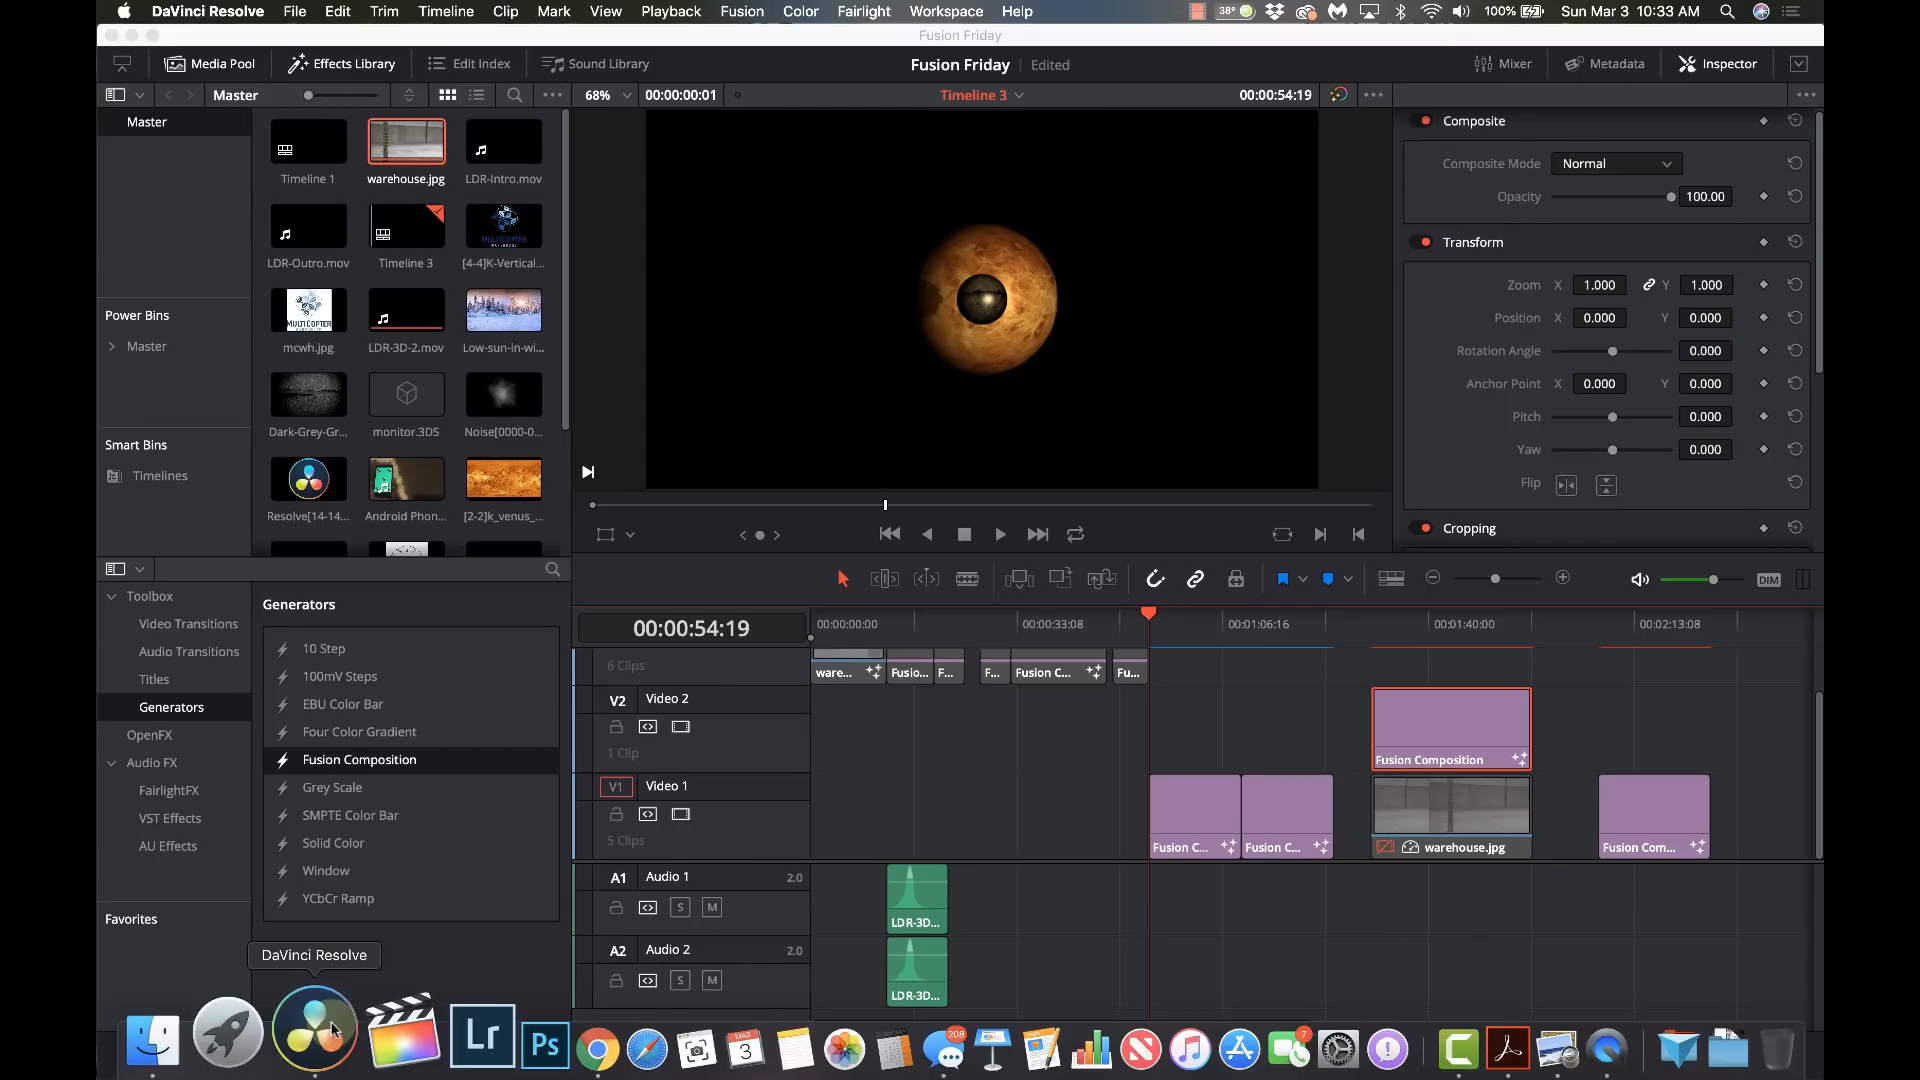 DaVinci Resolve File Edit Trim Timeline Clip Mark View Playback Fusion Color Fairlight Workspace Help 38° 100% Sun Mar 3 10:33 AM
Fusion Friday
Media Pool Effects Library Edit Index Sound Library Fusion Friday Edited Mixer Metadata Inspector
Master 68% 00:00:00:01 Timeline 3 00:00:54:19
Master
Timeline 1 warehouse.jpg LDR-Intro.mov
LDR-Outro.mov Timeline 3 [4-4]K-Vertical...
MULTICOPTER
mcwh.jpg LDR-3D-2.mov Low-sun-in-wi...
MULTICOPTER
Dark-Grey-Gr... monitor.3DS Noise[0000-0...
Resolve[14-14... Android Phon... [2-2]k_venus_...
Power Bins
Master
Smart Bins
Timelines
Composite
Composite Mode Normal
Opacity 100.00
Transform
Zoom X 1.000 Y 1.000
Position X 0.000 Y 0.000
Rotation Angle 0.000
Anchor Point X 0.000 Y 0.000
Pitch 0.000
Yaw 0.000
Flip
Cropping
DIM
Toolbox
Video Transitions
Audio Transitions
Titles
Generators
OpenFX
Audio FX
FairlightFX
VST Effects
AU Effects
Favorites
Generators
10 Step
100mV Steps
EBU Color Bar
Four Color Gradient
Fusion Composition
Grey Scale
SMPTE Color Bar
Solid Color
Window
YCbCr Ramp
00:00:54:19 00:00:00:00 00:00:33:08 00:01:06:16 00:01:40:00 00:02:13:08
6 Clips ware... Fusio... F... F... Fusion C... Fu...
V2 Video 2
1 Clip Fusion Composition
V1 Video 1
5 Clips Fusion C... Fusion C... warehouse.jpg Fusion Com...
A1 Audio 1 2.0
S M LDR-3D...
A2 Audio 2 2.0
S M LDR-3D...
DaVinci Resolve
Lr Ps MAR 3 208 7